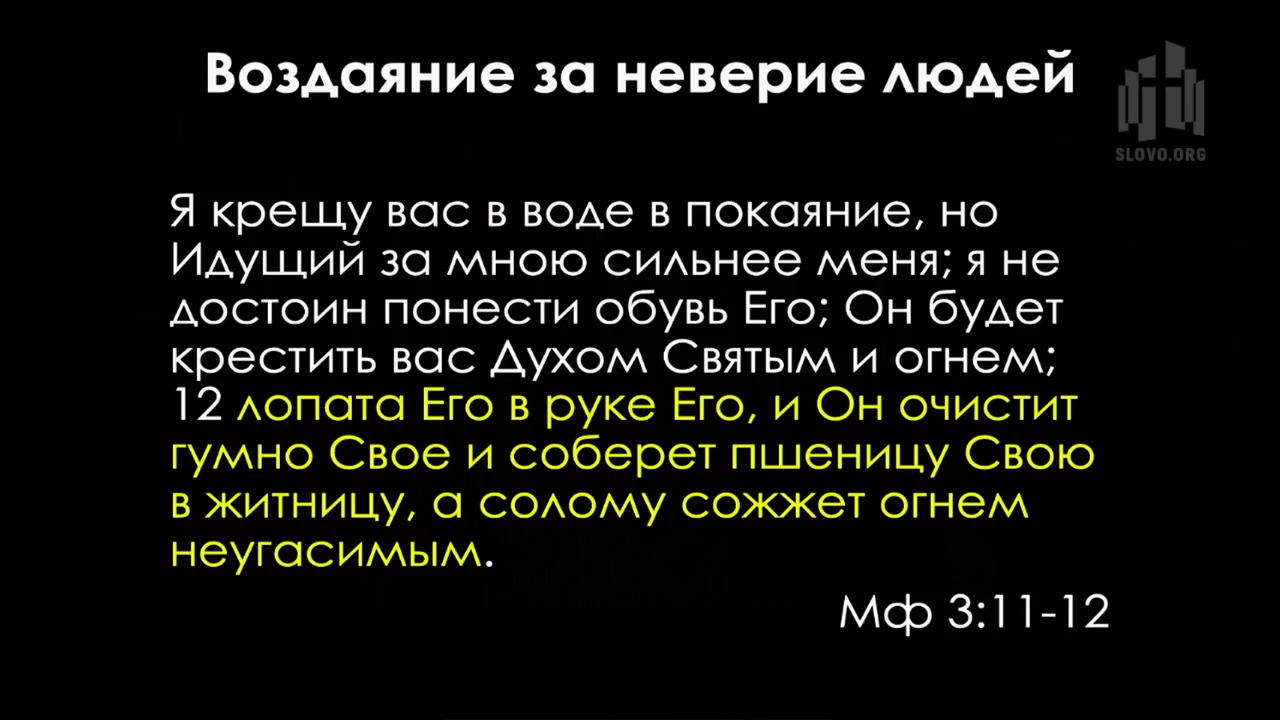 Воздаяние за неверие людей
SLOVO.ORG
Я крещу вас в воде в покаяние, но
Идущий за мною сильнее меня; я не
достоин понести обувь Его; Он будет
крестить вас Духом Святым и огнем;
12 лопата Его в руке Его, и Он очистит
гумно Свое и соберет пшеницу Свою
в житницу, а солому сожжет огнем
неугасимым.
Мф 3:11-12